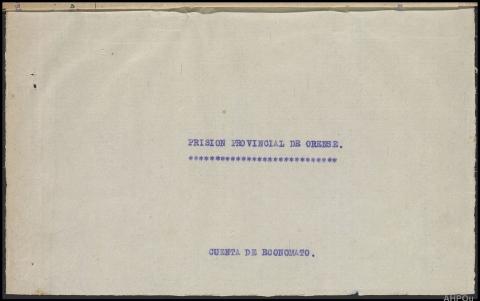 PRISION PROVINCIAL DE ORENSE.
*****************************
CUENTA DE ECONOMATO.
AHPOu